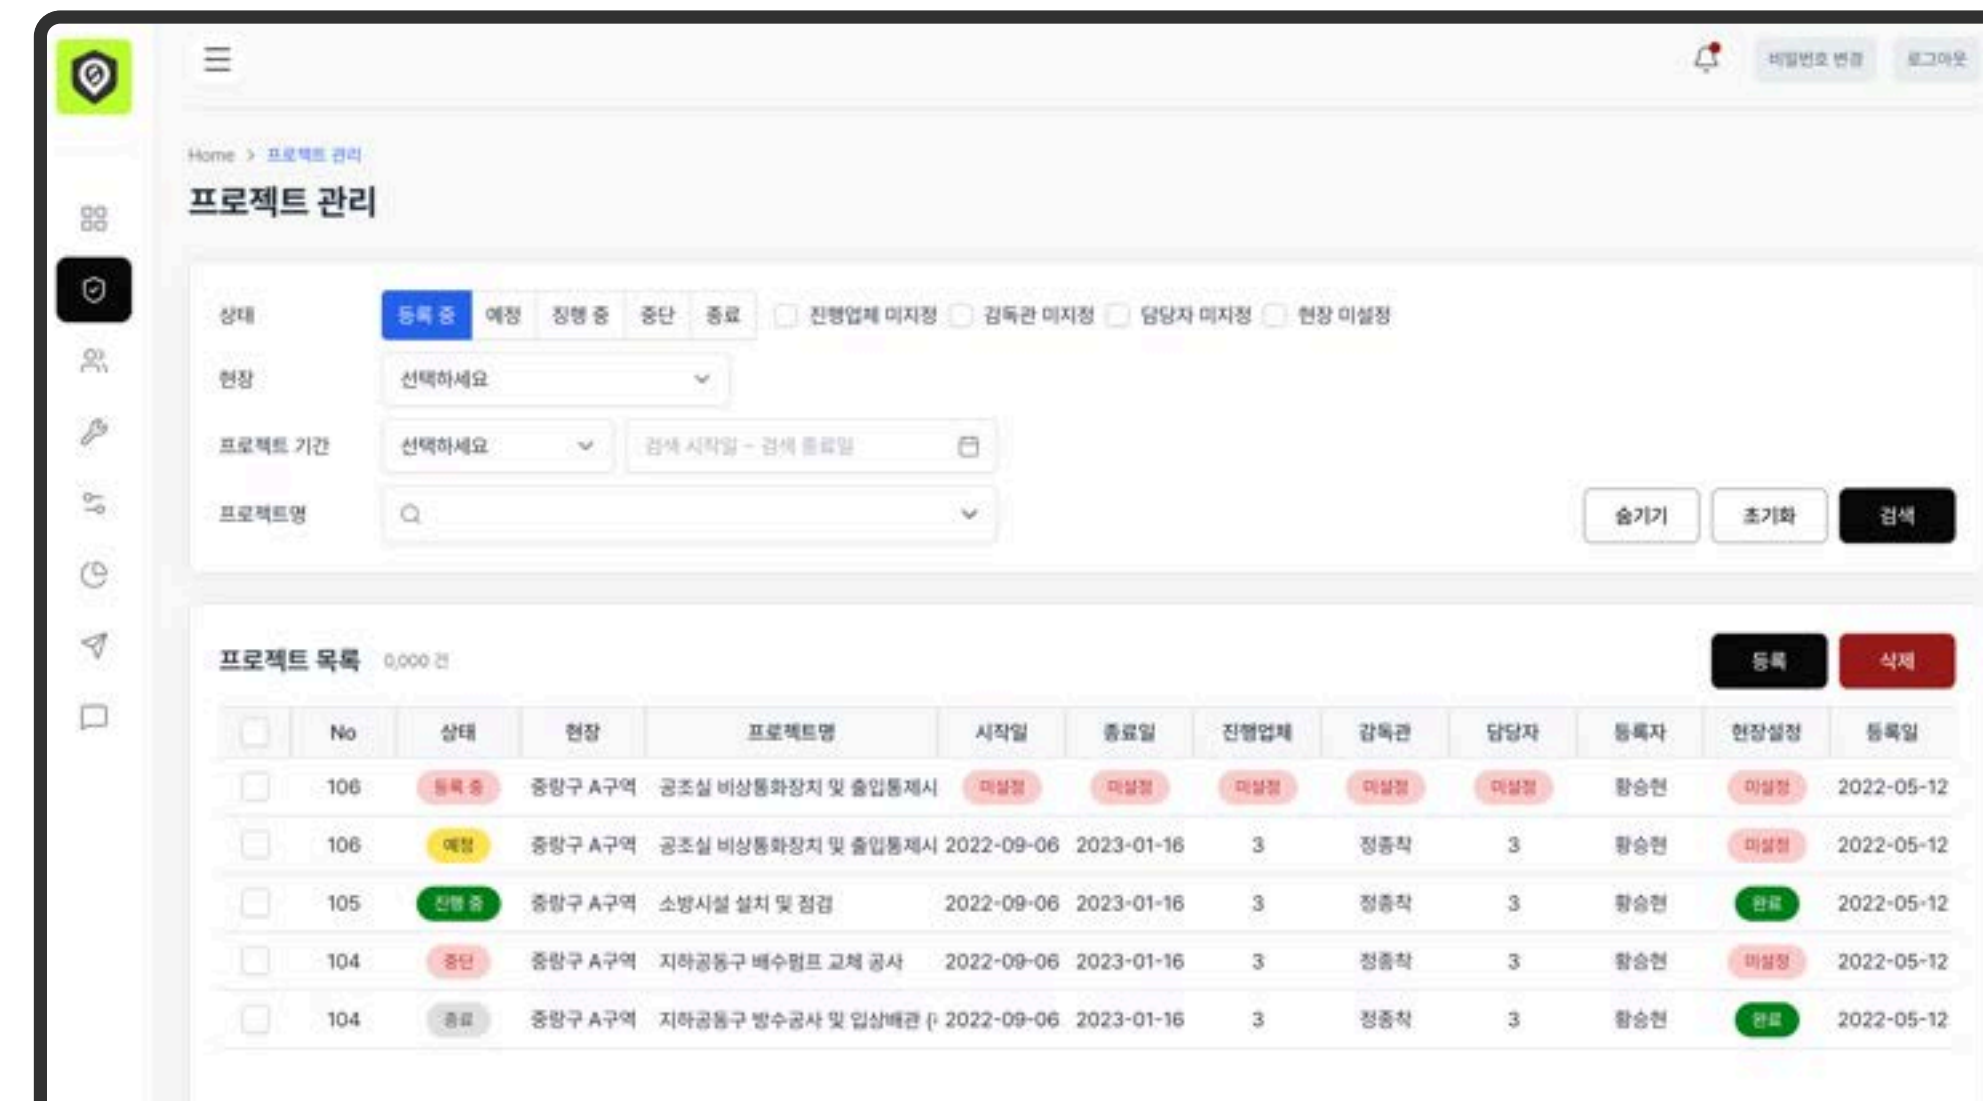 비밀번호 변경 로그아웃
Home > 프로젝트 관리
프로젝트 관리
상태 등록 중 예정 징행 중 중단 종료 진행업체 미지정 감독관 미지정 담당자 미지정 현장 미설정
현장 선택하세요
프로젝트 기간 선택하세요 검색 시작일 ~ 검색 종료일
프로젝트명
숨기기 초기화 검색
프로젝트 목록 0,000 건
등록 삭제
No 상태 현장 프로젝트명 시작일 종료일 진행업체 감독관 담당자 등록자 현장설정 등록일
106 등록 중 중랑구 A구역 공조실 비상통화장치 및 출입통제시 미설정 미설정 미설정 미설정 미설정 황승현 미설정 2022-05-12
106 예정 중랑구 A구역 공조실 비상통화장치 및 출입통제시 2022-09-06 2023-01-16 3 정종착 3 황승현 미설정 2022-05-12
105 진행 중 중랑구 A구역 소방시설 설치 및 점검 2022-09-06 2023-01-16 3 정종착 3 황승현 완료 2022-05-12
104 중단 중랑구 A구역 지하공동구 배수펌프 교체 공사 2022-09-06 2023-01-16 3 정종착 3 황승현 미설정 2022-05-12
104 종료 중랑구 A구역 지하공동구 방수공사 및 입상배관 ( 2022-09-06 2023-01-16 3 정종착 3 황승현 완료 2022-05-12